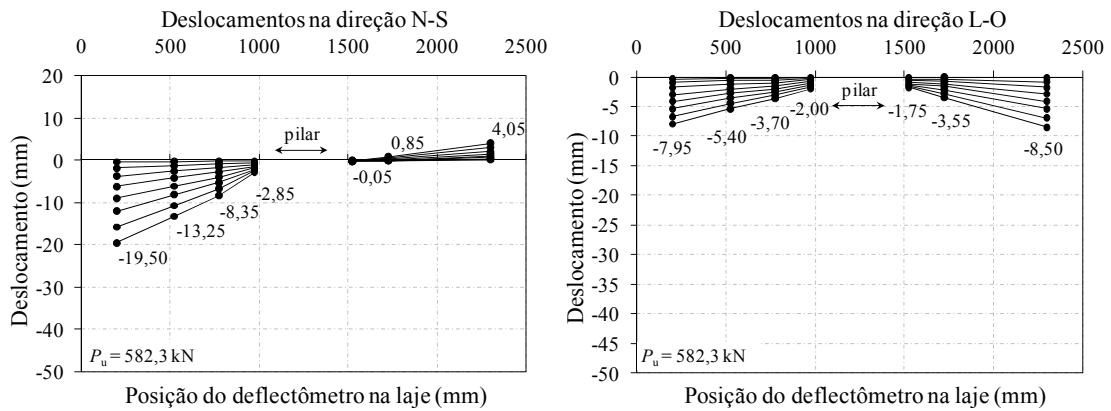 Deslocamentos na direção N-S
0 500 1000 1500 2000 2500
20
10
0
-10
-20
-30
-40
-50
Deslocamento (mm)
pilar
0,85
4,05
-0,05
-2,85
-8,35
-13,25
-19,50
Pu = 582,3 kN
Posição do deflectômetro na laje (mm)
Deslocamentos na direção L-O
0 500 1000 1500 2000 2500
0
-5
-10
-15
-20
-25
-30
-35
-40
-45
-50
Deslocamento (mm)
pilar
-2,00
-1,75
-3,70
-3,55
-5,40
-7,95
-8,50
Pu = 582,3 kN
Posição do deflectômetro na laje (mm)